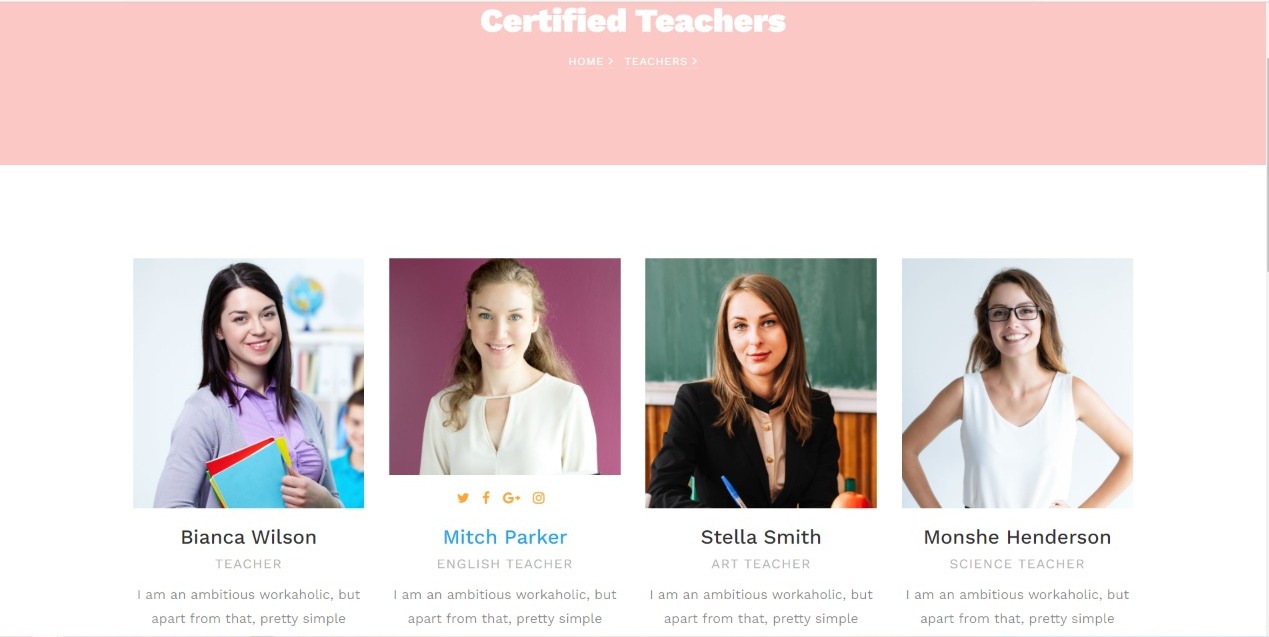 Certified Teachers
HOME > TEACHERS >
Bianca Wilson
TEACHER
I am an ambitious workaholic, but
apart from that, pretty simple
Mitch Parker
ENGLISH TEACHER
I am an ambitious workaholic, but
apart from that, pretty simple
Stella Smith
ART TEACHER
I am an ambitious workaholic, but
apart from that, pretty simple
Monshe Henderson
SCIENCE TEACHER
I am an ambitious workaholic, but
apart from that, pretty simple